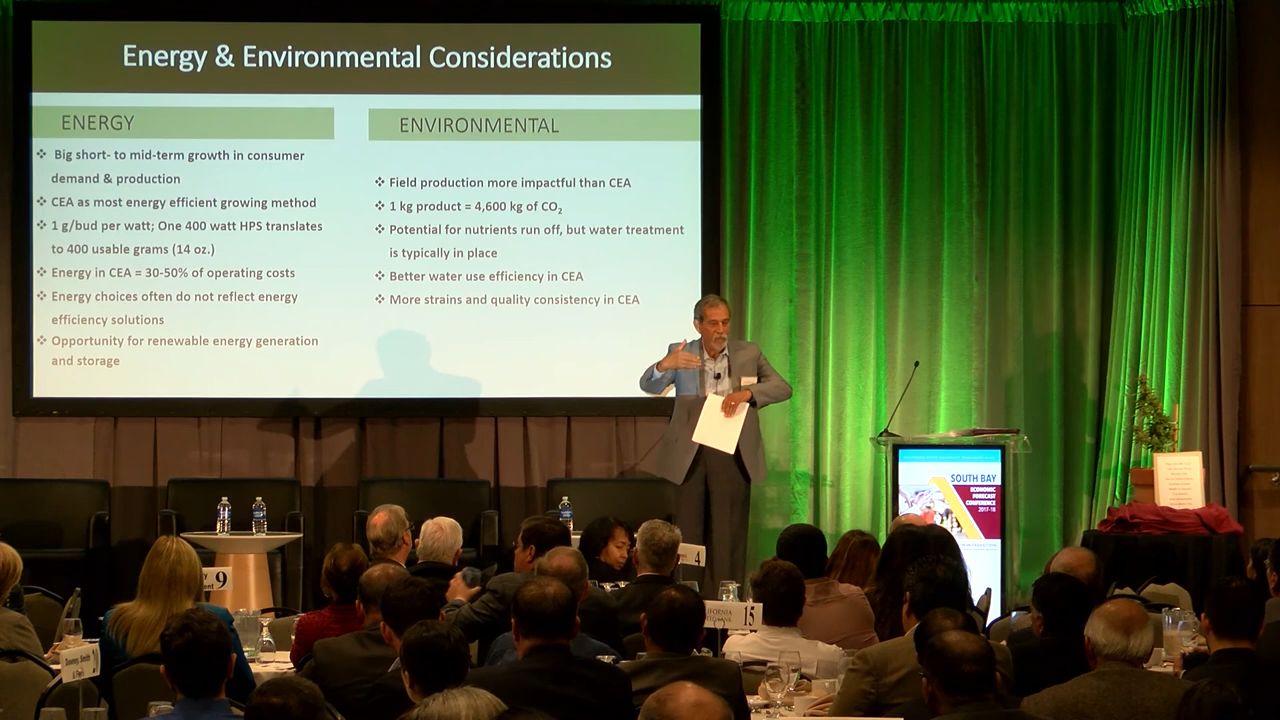 Energy & Environmental Considerations
ENERGY
❖ Big short- to mid-term growth in consumer
demand & production
❖ CEA as most energy efficient growing method
❖ 1 g/bud per watt; One 400 watt HPS translates
to 400 usable grams (14 oz.)
❖ Energy in CEA = 30-50% of operating costs
❖ Energy choices often do not reflect energy
efficiency solutions
❖ Opportunity for renewable energy generation
and storage
ENVIRONMENTAL
❖ Field production more impactful than CEA
❖ 1 kg product = 4,600 kg of CO₂
❖ Potential for nutrients run off, but water treatment
is typically in place
❖ Better water use efficiency in CEA
❖ More strains and quality consistency in CEA
SOUTH BAY
ECONOMIC
FORECAST
CONFERENCE
2017-18
9
4
15